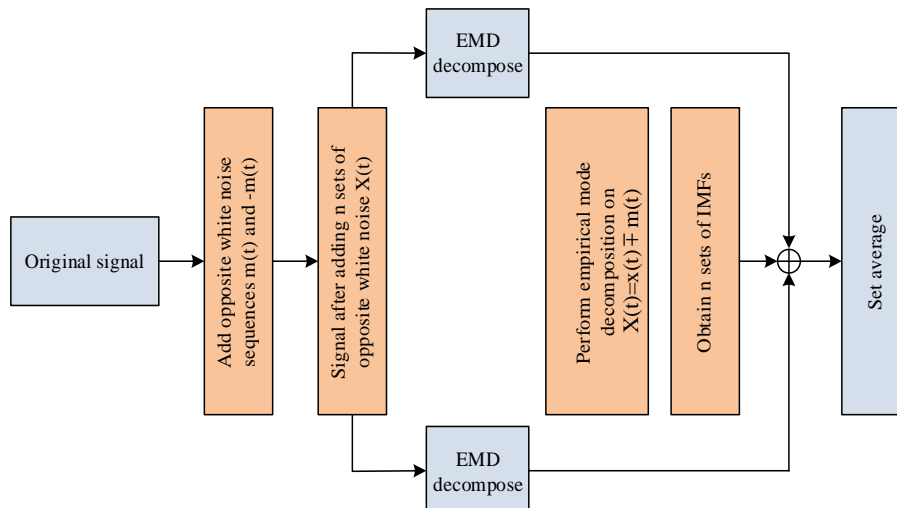 Original signal
Add opposite white noise
sequences m(t) and -m(t)
Signal after adding n sets of
opposite white noise X(t)
EMD
decompose
EMD
decompose
Perform empirical mode
decomposition on
X(t)=x(t)∓m(t)
Obtain n sets of IMFs
Set average